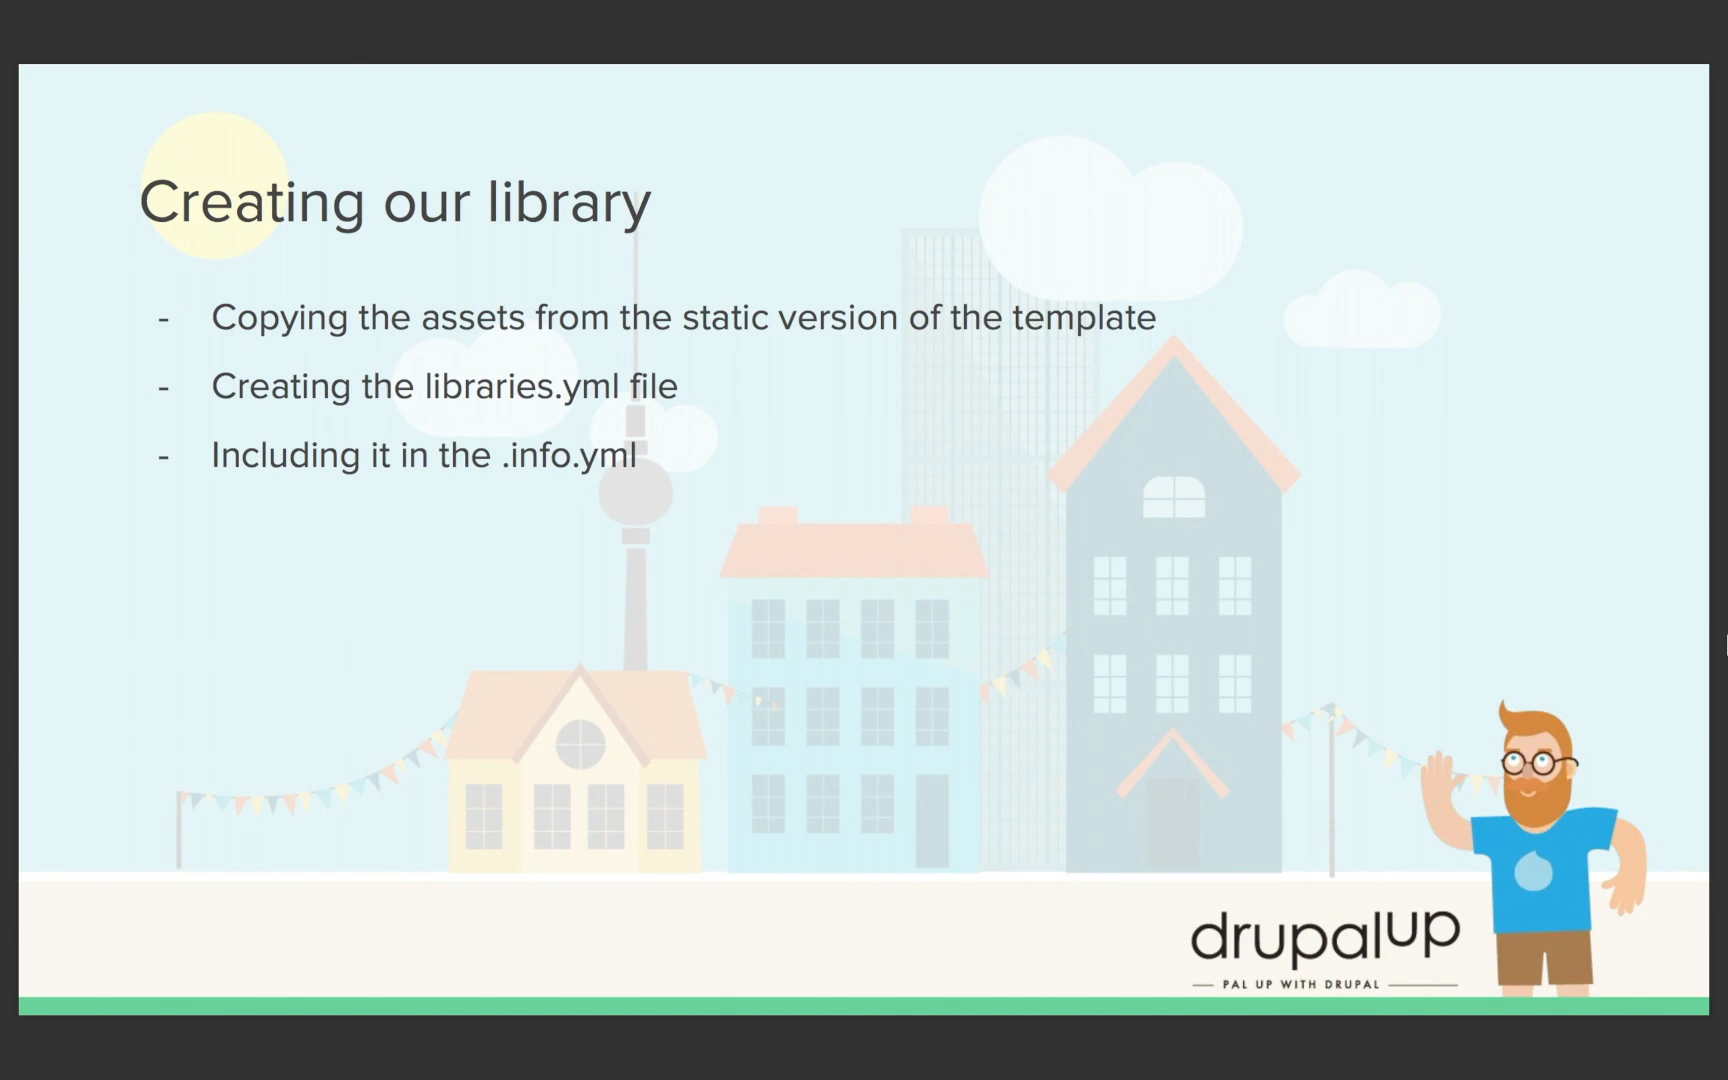 Creating our library
- Copying the assets from the static version of the template
- Creating the libraries.yml file
- Including it in the .info.yml
drupalup
PAL UP WITH DRUPAL